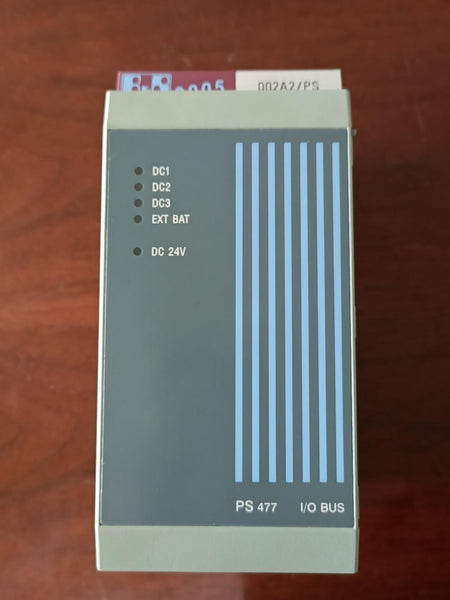 002A2/PS
DC1
DC2
DC3
EXT BAT
DC 24V
PS 477 I/O BUS